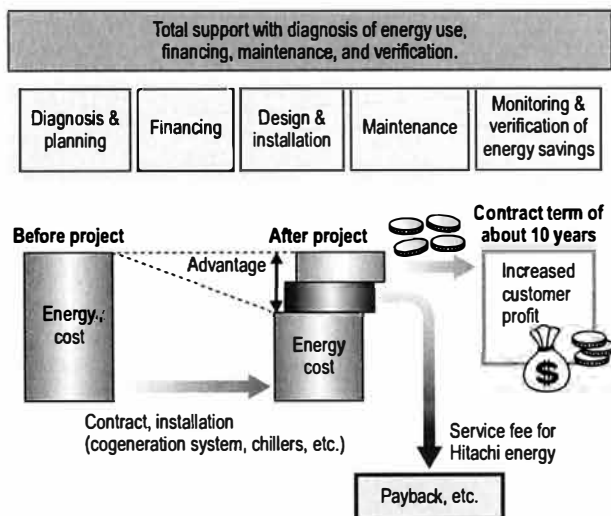 Total support with diagnosis of energy use,
financing, maintenance, and verification.
Diagnosis &
planning
Financing
Design &
installation
Maintenance
Monitoring &
verification of
energy savings
Before project
After project
Contract term of
about 10 years
Advantage
Increased
customer
profit
Energy
cost
Energy
cost
$
Contract, installation
(cogeneration system, chillers, etc.)
Service fee for
Hitachi energy
Payback, etc.